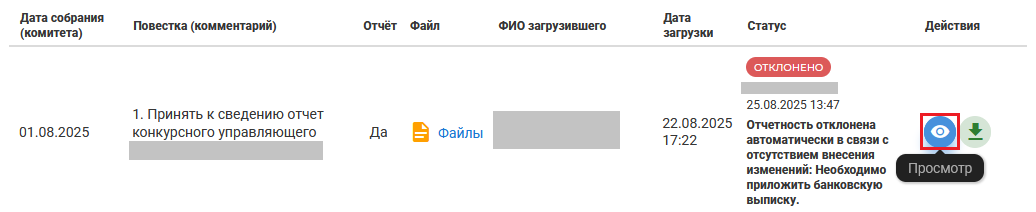 Дата собрания
(комитета)
Повестка (комментарий)
Отчёт
Файл
ФИО загрузившего
Дата
загрузки
Статус
Действия
01.08.2025
1. Принять к сведению отчет
конкурсного управляющего
Да
Файлы
22.08.2025
17:22
ОТКЛОНЕНО
25.08.2025 13:47
Отчетность отклонена
автоматически в связи с
отсутствием внесения
изменений: Необходимо
приложить банковскую
выписку.
Просмотр